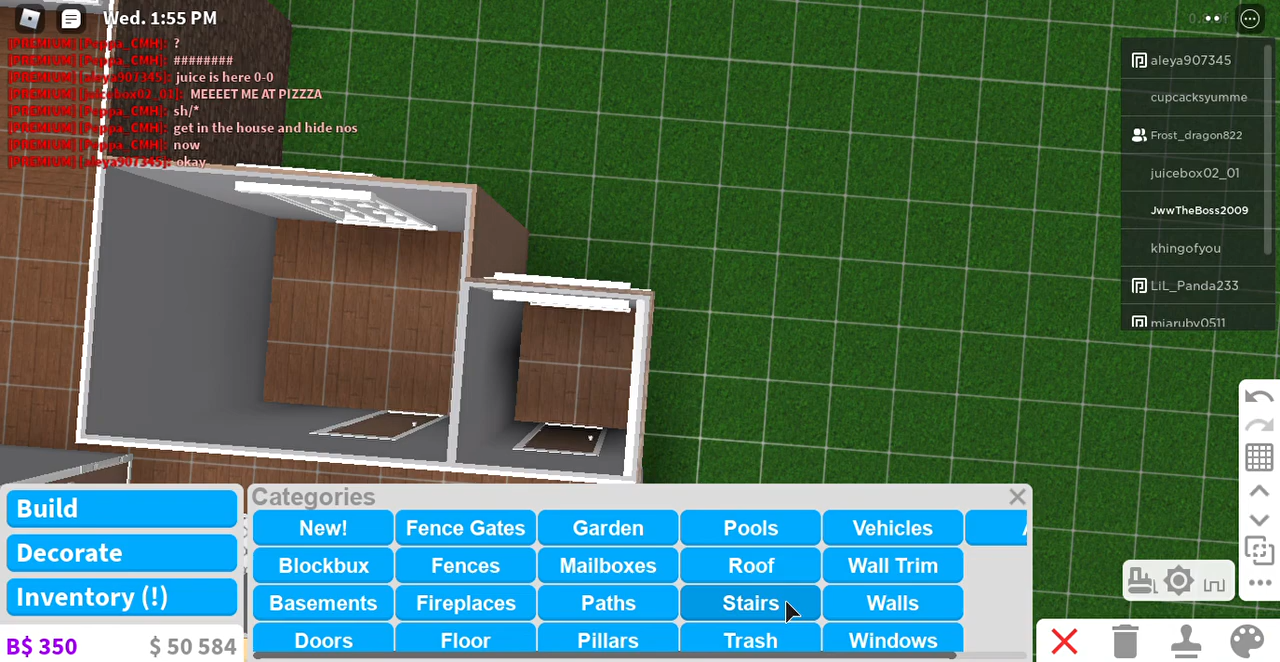 Wed. 1:55 PM
[PREMIUM] [Peppa_CMH]: ?
[PREMIUM] [Peppa_CMH]: ########
[PREMIUM] [aleya907345]: juice is here 0-0
[PREMIUM] [juicebox02_01]: MEEEET ME AT PIZZZA
[PREMIUM] [Peppa_CMH]: sh/*
[PREMIUM] [Peppa_CMH]: get in the house and hide nos
[PREMIUM] [Peppa_CMH]: now
[PREMIUM] [aleya907345]: okay
aleya907345
cupcacksyumme
Frost_dragon822
juicebox02_01
JwwTheBoss2009
khingofyou
LIL_Panda233
miaruby0511
Build
Decorate
Inventory (!)
B$ 350
$ 50 584
Categories
New! Fence Gates Garden Pools Vehicles
Blockbux Fences Mailboxes Roof Wall Trim
Basements Fireplaces Paths Stairs Walls
Doors Floor Pillars Trash Windows